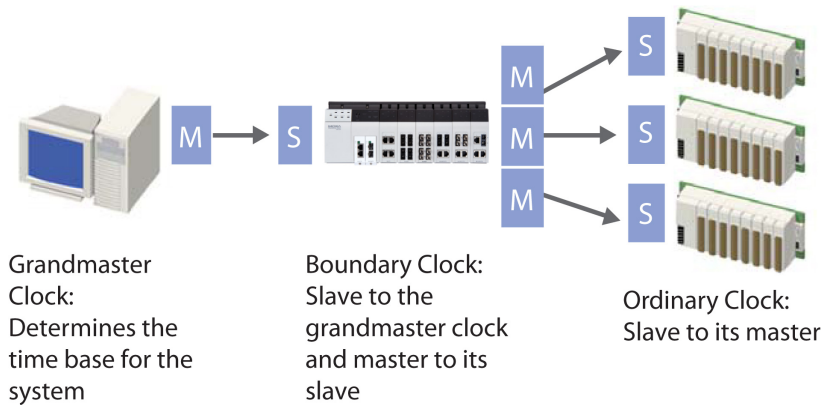 M
S
M
M
M
S
S
S
Grandmaster
Clock:
Determines the
time base for the
system
Boundary Clock:
Slave to the
grandmaster clock
and master to its
slave
Ordinary Clock:
Slave to its master